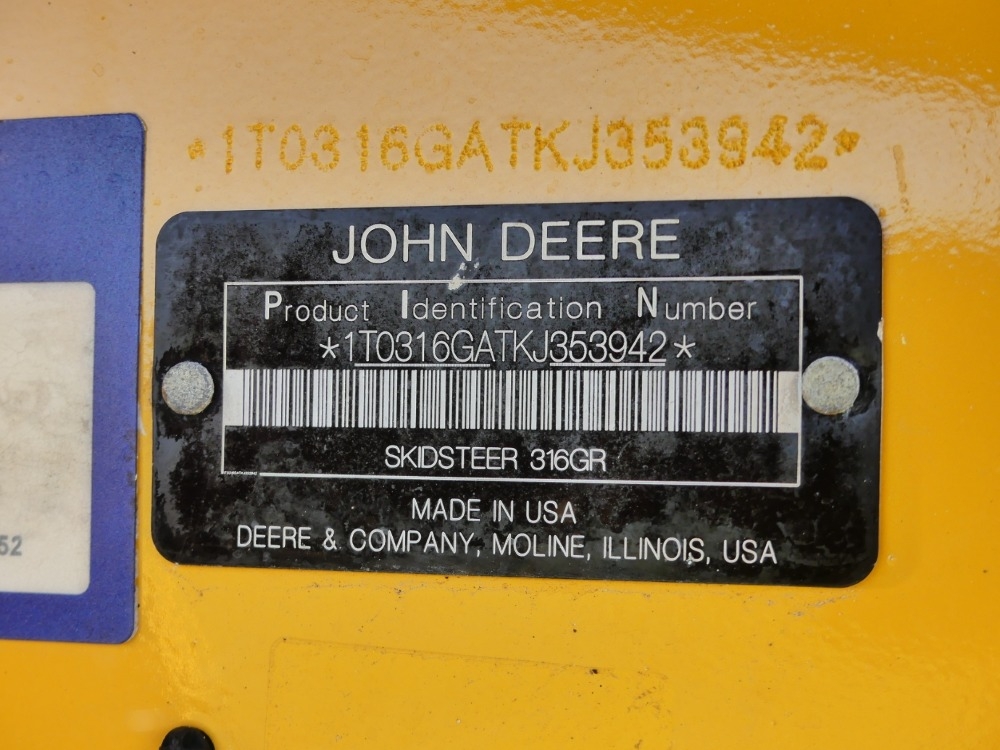 *1T0316GATKJ353942*
JOHN DEERE
Product Identification Number
*1T0316GATKJ353942*
SKIDSTEER 316GR
MADE IN USA
DEERE & COMPANY, MOLINE, ILLINOIS, USA
52